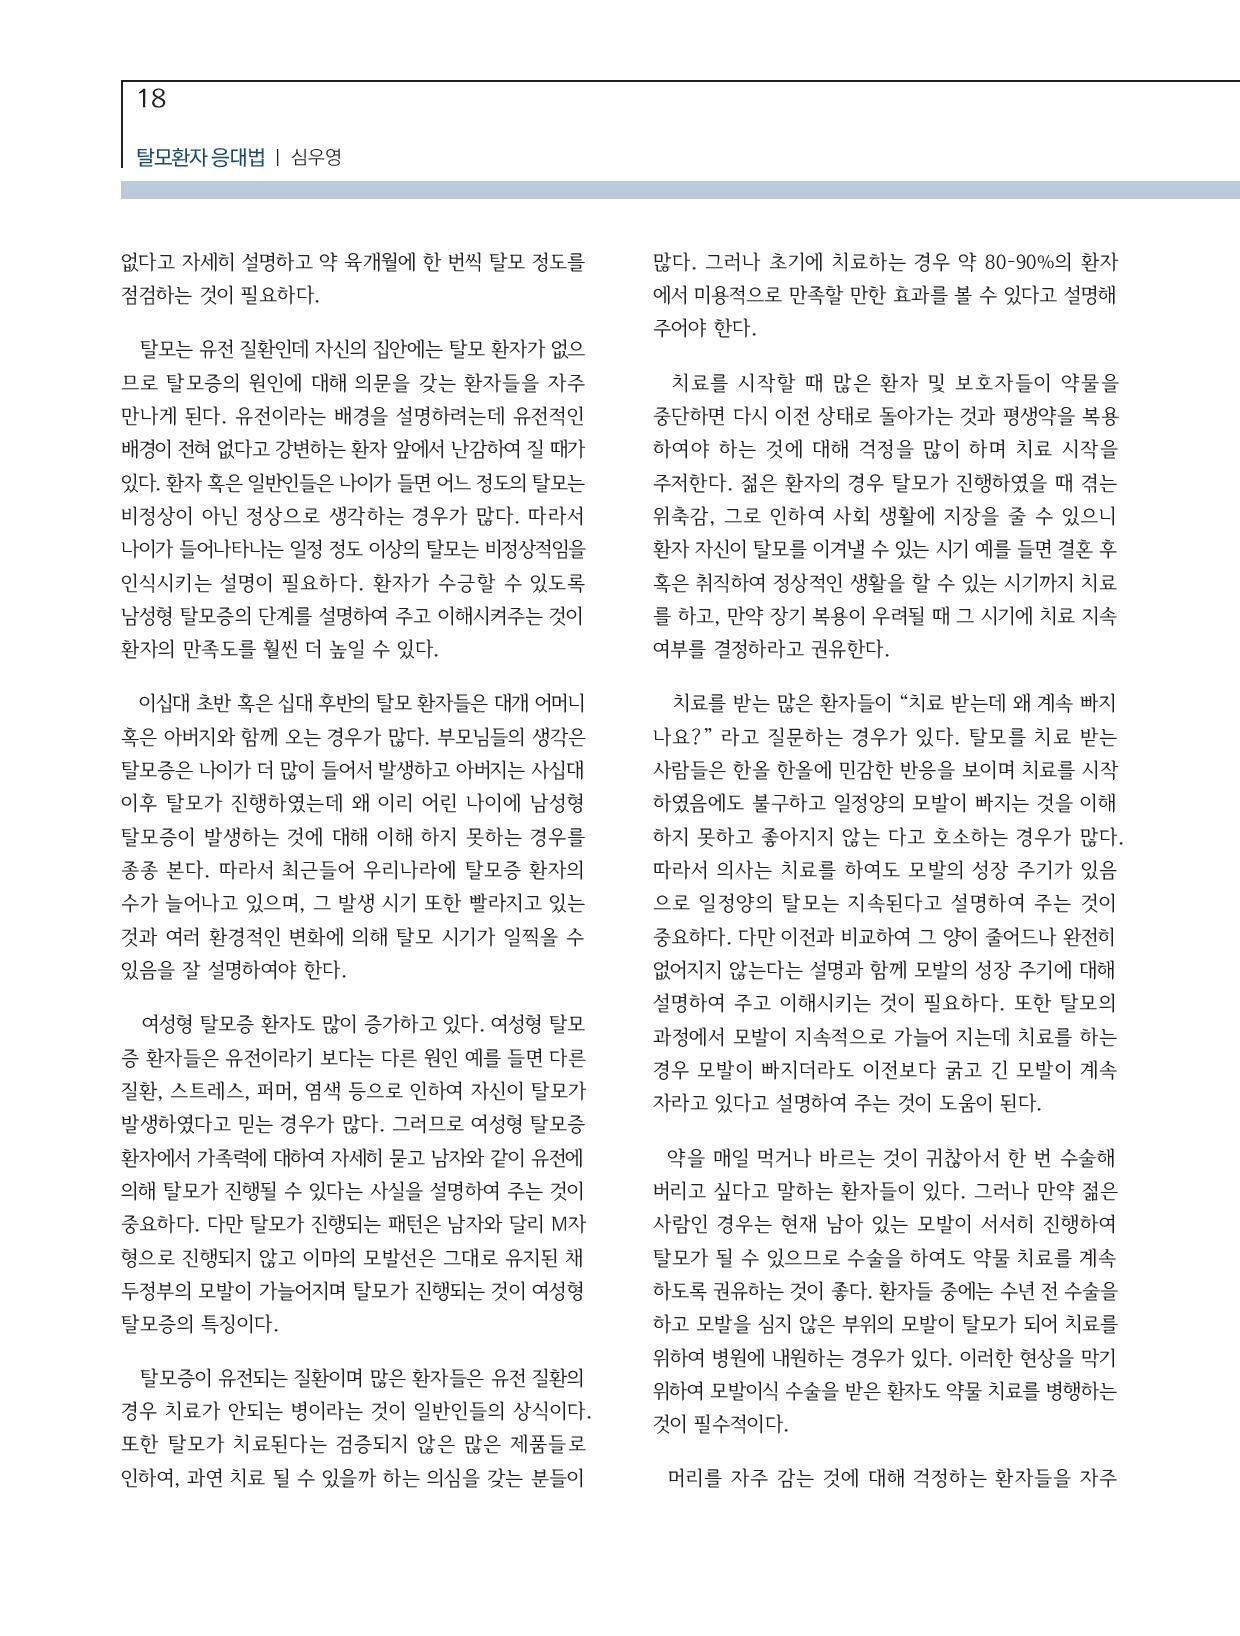 18
탈모환자 응대법 | 심우영
없다고 자세히 설명하고 약 육개월에 한 번씩 탈모 정도를
점검하는 것이 필요하다.
탈모는 유전 질환인데 자신의 집안에는 탈모 환자가 없으
므로 탈모증의 원인에 대해 의문을 갖는 환자들을 자주
만나게 된다. 유전이라는 배경을 설명하려는데 유전적인
배경이 전혀 없다고 강변하는 환자 앞에서 난감하여 질 때가
있다. 환자 혹은 일반인들은 나이가 들면 어느 정도의 탈모는
비정상이 아닌 정상으로 생각하는 경우가 많다. 따라서
나이가 들어나타나는 일정 정도 이상의 탈모는 비정상적임을
인식시키는 설명이 필요하다. 환자가 수긍할 수 있도록
남성형 탈모증의 단계를 설명하여 주고 이해시켜주는 것이
환자의 만족도를 훨씬 더 높일 수 있다.
이십대 초반 혹은 십대 후반의 탈모 환자들은 대개 어머니
혹은 아버지와 함께 오는 경우가 많다. 부모님들의 생각은
탈모증은 나이가 더 많이 들어서 발생하고 아버지는 사십대
이후 탈모가 진행하였는데 왜 이리 어린 나이에 남성형
탈모증이 발생하는 것에 대해 이해 하지 못하는 경우를
종종 본다. 따라서 최근들어 우리나라에 탈모증 환자의
수가 늘어나고 있으며, 그 발생 시기 또한 빨라지고 있는
것과 여러 환경적인 변화에 의해 탈모 시기가 일찍올 수
있음을 잘 설명하여야 한다.
여성형 탈모증 환자도 많이 증가하고 있다. 여성형 탈모
증 환자들은 유전이라기 보다는 다른 원인 예를 들면 다른
질환, 스트레스, 퍼머, 염색 등으로 인하여 자신이 탈모가
발생하였다고 믿는 경우가 많다. 그러므로 여성형 탈모증
환자에서 가족력에 대하여 자세히 묻고 남자와 같이 유전에
의해 탈모가 진행될 수 있다는 사실을 설명하여 주는 것이
중요하다. 다만 탈모가 진행되는 패턴은 남자와 달리 M자
형으로 진행되지 않고 이마의 모발선은 그대로 유지된 채
두정부의 모발이 가늘어지며 탈모가 진행되는 것이 여성형
탈모증의 특징이다.
탈모증이 유전되는 질환이며 많은 환자들은 유전 질환의
경우 치료가 안되는 병이라는 것이 일반인들의 상식이다.
또한 탈모가 치료된다는 검증되지 않은 많은 제품들로
인하여, 과연 치료 될 수 있을까 하는 의심을 갖는 분들이
많다. 그러나 초기에 치료하는 경우 약 80-90%의 환자
에서 미용적으로 만족할 만한 효과를 볼 수 있다고 설명해
주어야 한다.
치료를 시작할 때 많은 환자 및 보호자들이 약물을
중단하면 다시 이전 상태로 돌아가는 것과 평생약을 복용
하여야 하는 것에 대해 걱정을 많이 하며 치료 시작을
주저한다. 젊은 환자의 경우 탈모가 진행하였을 때 겪는
위축감, 그로 인하여 사회 생활에 지장을 줄 수 있으니
환자 자신이 탈모를 이겨낼 수 있는 시기 예를 들면 결혼 후
혹은 취직하여 정상적인 생활을 할 수 있는 시기까지 치료
를 하고, 만약 장기 복용이 우려될 때 그 시기에 치료 지속
여부를 결정하라고 권유한다.
치료를 받는 많은 환자들이 “치료 받는데 왜 계속 빠지
나요?” 라고 질문하는 경우가 있다. 탈모를 치료 받는
사람들은 한올 한올에 민감한 반응을 보이며 치료를 시작
하였음에도 불구하고 일정양의 모발이 빠지는 것을 이해
하지 못하고 좋아지지 않는 다고 호소하는 경우가 많다.
따라서 의사는 치료를 하여도 모발의 성장 주기가 있음
으로 일정양의 탈모는 지속된다고 설명하여 주는 것이
중요하다. 다만 이전과 비교하여 그 양이 줄어드나 완전히
없어지지 않는다는 설명과 함께 모발의 성장 주기에 대해
설명하여 주고 이해시키는 것이 필요하다. 또한 탈모의
과정에서 모발이 지속적으로 가늘어 지는데 치료를 하는
경우 모발이 빠지더라도 이전보다 굵고 긴 모발이 계속
자라고 있다고 설명하여 주는 것이 도움이 된다.
약을 매일 먹거나 바르는 것이 귀찮아서 한 번 수술해
버리고 싶다고 말하는 환자들이 있다. 그러나 만약 젊은
사람인 경우는 현재 남아 있는 모발이 서서히 진행하여
탈모가 될 수 있으므로 수술을 하여도 약물 치료를 계속
하도록 권유하는 것이 좋다. 환자들 중에는 수년 전 수술을
하고 모발을 심지 않은 부위의 모발이 탈모가 되어 치료를
위하여 병원에 내원하는 경우가 있다. 이러한 현상을 막기
위하여 모발이식 수술을 받은 환자도 약물 치료를 병행하는
것이 필수적이다.
머리를 자주 감는 것에 대해 걱정하는 환자들을 자주